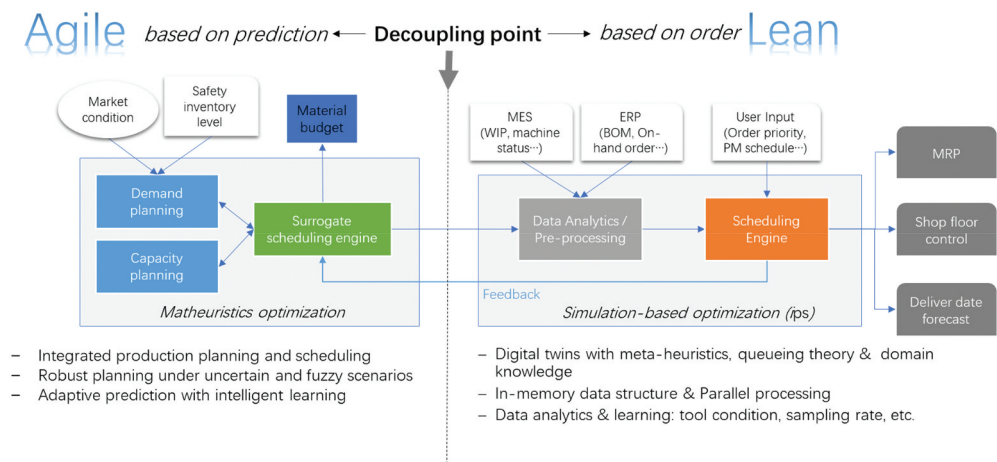 Agile based on prediction Decoupling point based on order Lean
Market
condition
Safety
inventory
level
Material
budget
Demand
planning
Capacity
planning
Surrogate
scheduling engine
Matheuristics optimization
MES
(WIP, machine
status…)
ERP
(BOM, On-
hand order…)
User Input
(Order priority,
PM schedule…)
Data Analytics /
Pre-processing
Scheduling
Engine
Feedback
Simulation-based optimization (ips)
MRP
Shop floor
control
Deliver date
forecast
– Integrated production planning and scheduling
– Robust planning under uncertain and fuzzy scenarios
– Adaptive prediction with intelligent learning
– Digital twins with meta-heuristics, queueing theory & domain
knowledge
– In-memory data structure & Parallel processing
– Data analytics & learning: tool condition, sampling rate, etc.